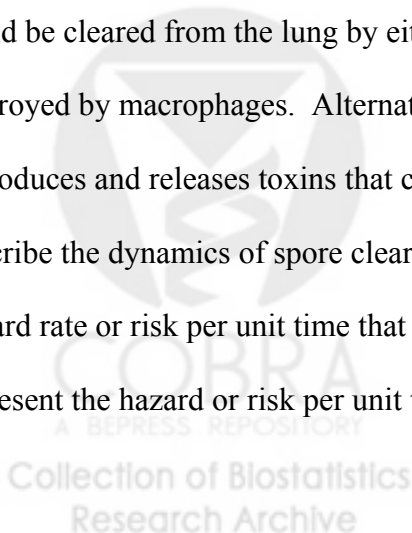 d be cleared from the lung by
royed by macrophages. Alternat
oduces and releases toxins that c
cribe the dynamics of spore clear
ard rate or risk per unit time that
esent the hazard or risk per unit
COBRA
A BEPRESS REPOSITORY
Collection of Biostatistics
Research Archive